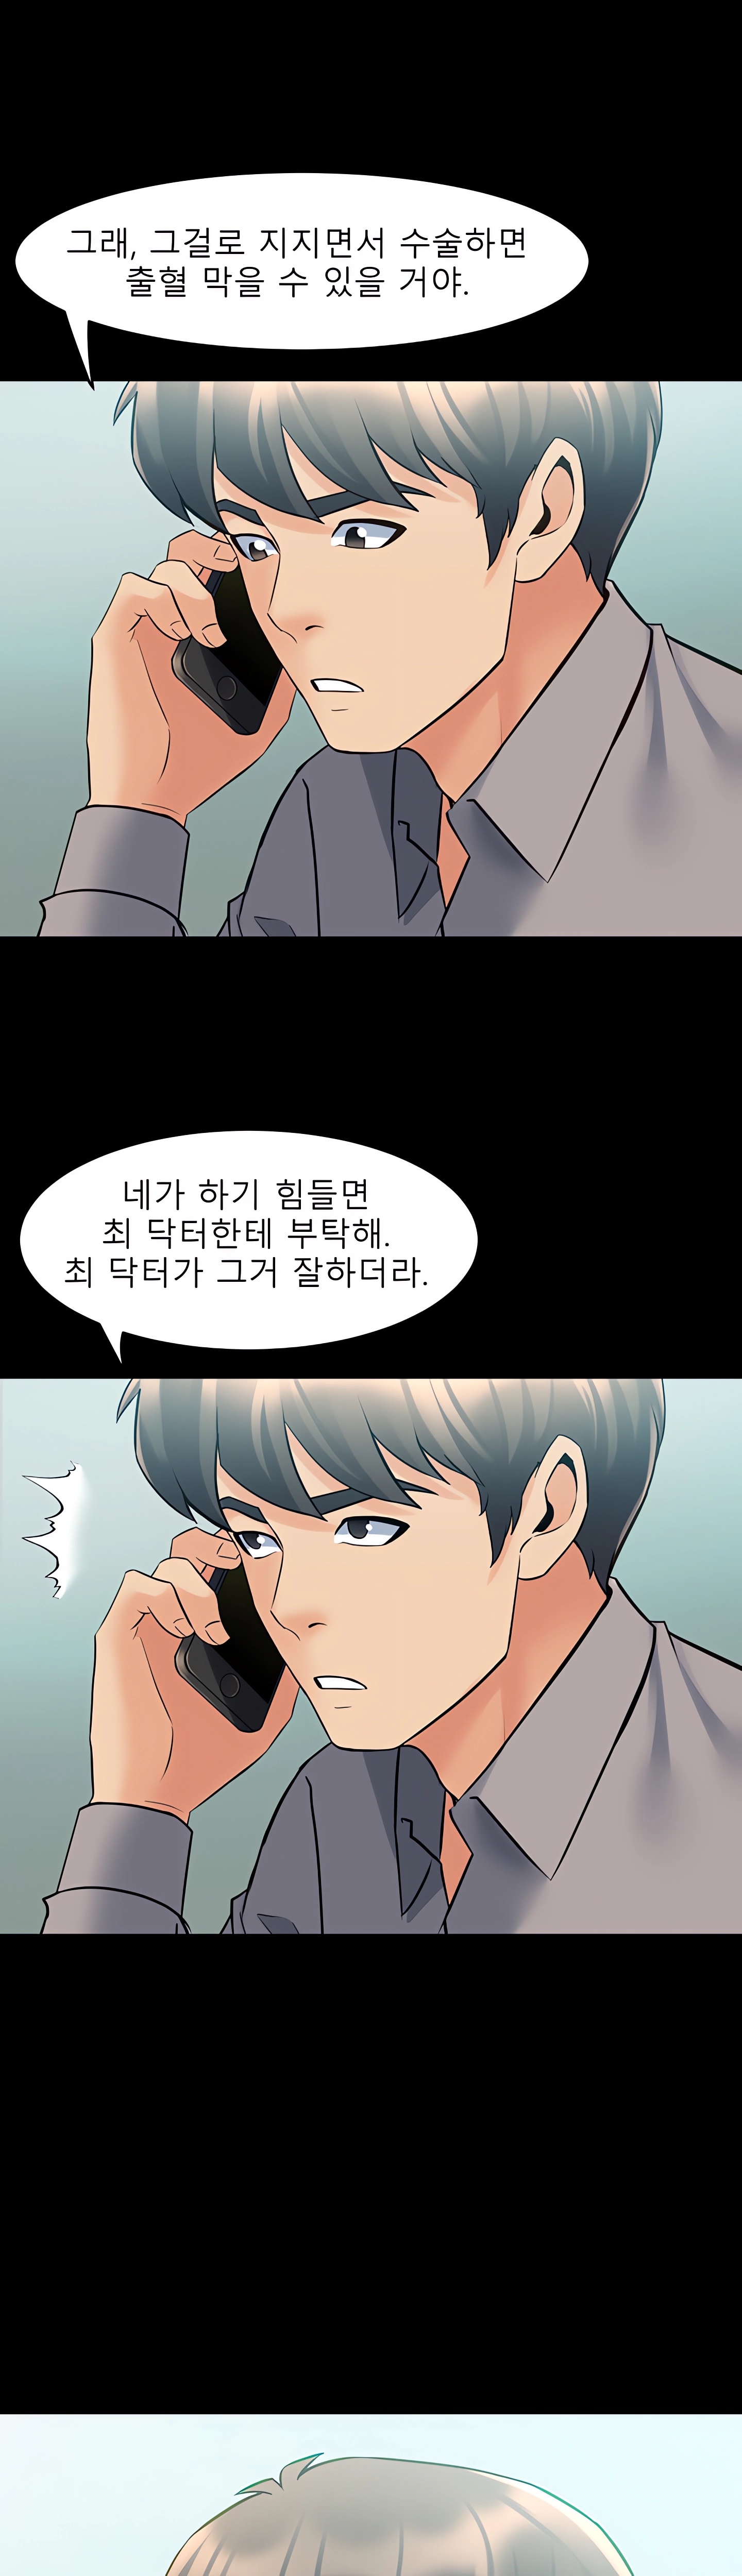 그래, 그걸로 지지면서 수술하면
출혈 막을 수 있을 거야.
네가 하기 힘들면
최 닥터한테 부탁해.
최 닥터가 그거 잘하더라.